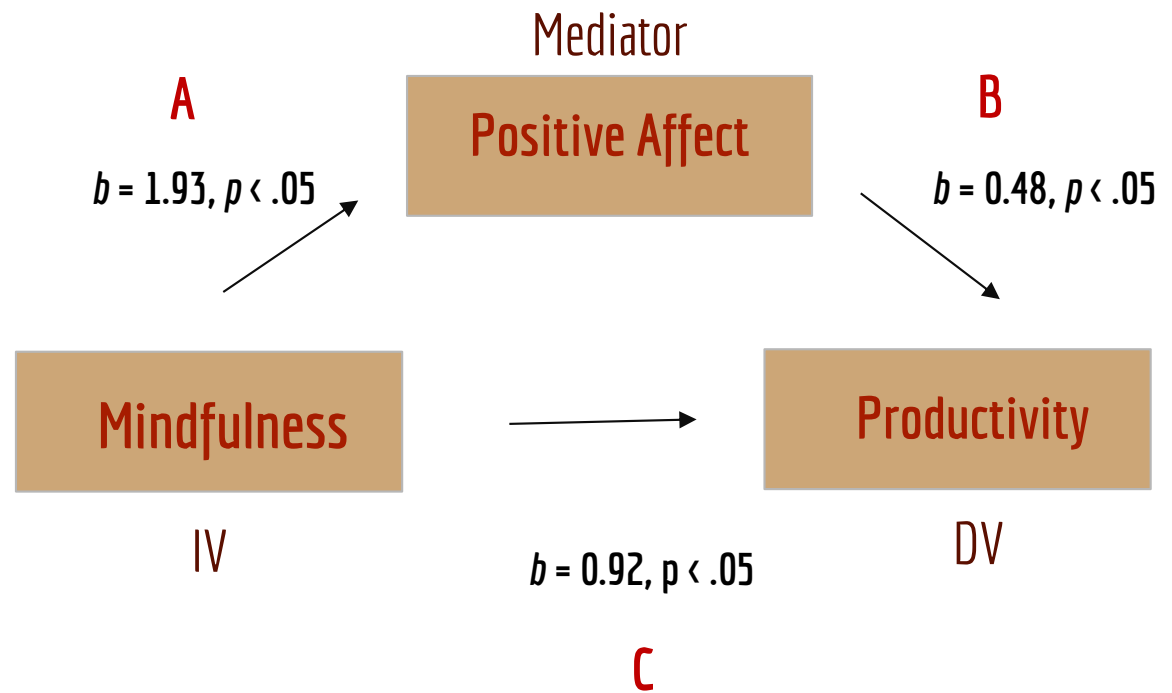 Mediator
A
B
Positive Affect
b = 1.93, p < .05
b = 0.48, p < .05
Mindfulness
Productivity
IV
DV
b = 0.92, p < .05
C